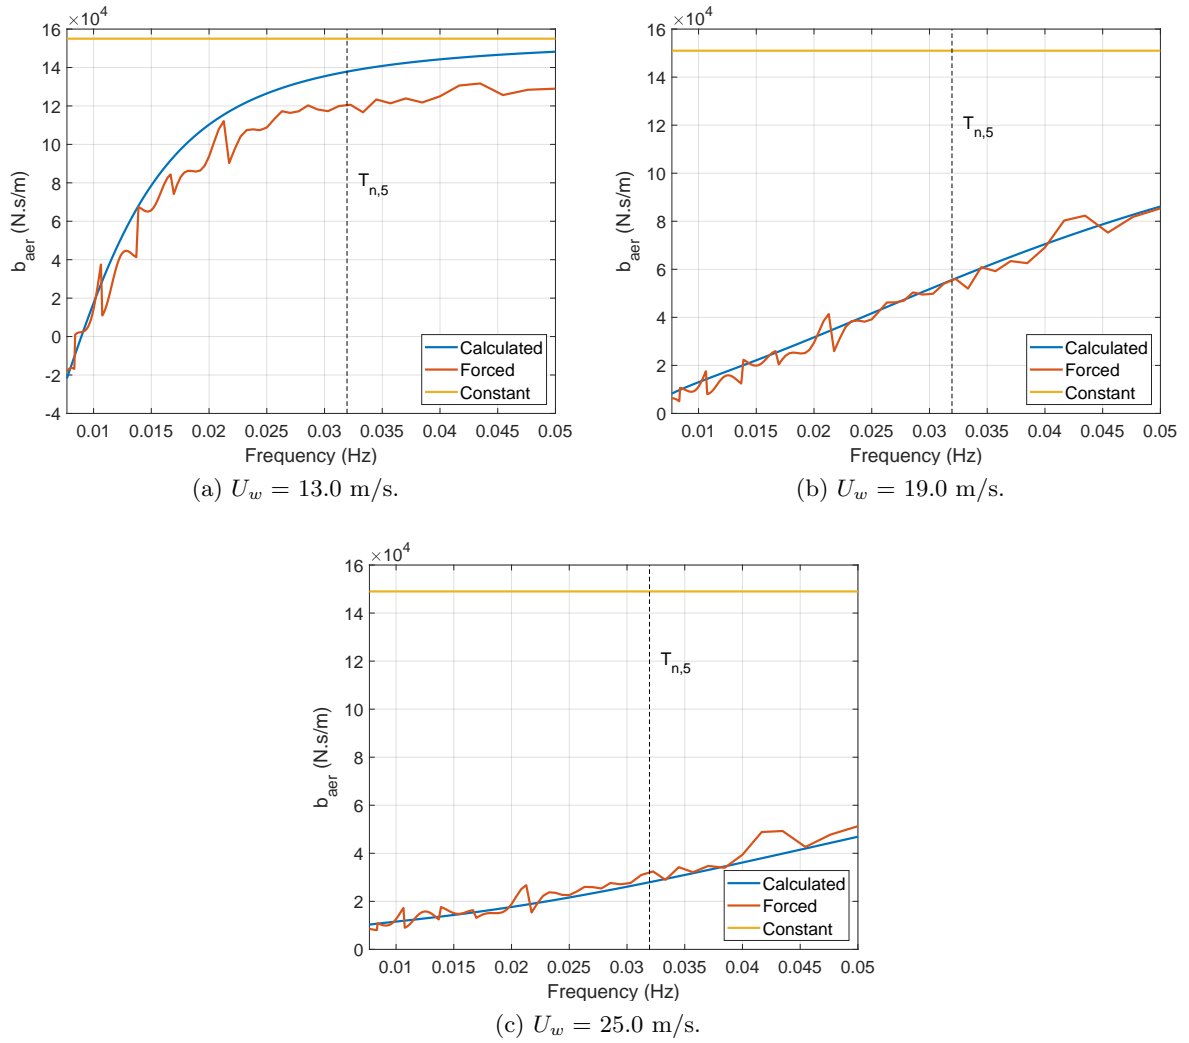 ×10^4
16
14
12
10
8
6
4
2
0
-2
-4
b_aer (N.s/m)
T_n,5
Calculated
Forced
Constant
0.01 0.015 0.02 0.025 0.03 0.035 0.04 0.045 0.05
Frequency (Hz)
(a) U_w = 13.0 m/s.
×10^4
16
14
12
10
8
6
4
2
0
b_aer (N.s/m)
T_n,5
Calculated
Forced
Constant
0.01 0.015 0.02 0.025 0.03 0.035 0.04 0.045 0.05
Frequency (Hz)
(b) U_w = 19.0 m/s.
×10^4
16
14
12
10
8
6
4
2
0
b_aer (N.s/m)
T_n,5
Calculated
Forced
Constant
0.01 0.015 0.02 0.025 0.03 0.035 0.04 0.045 0.05
Frequency (Hz)
(c) U_w = 25.0 m/s.